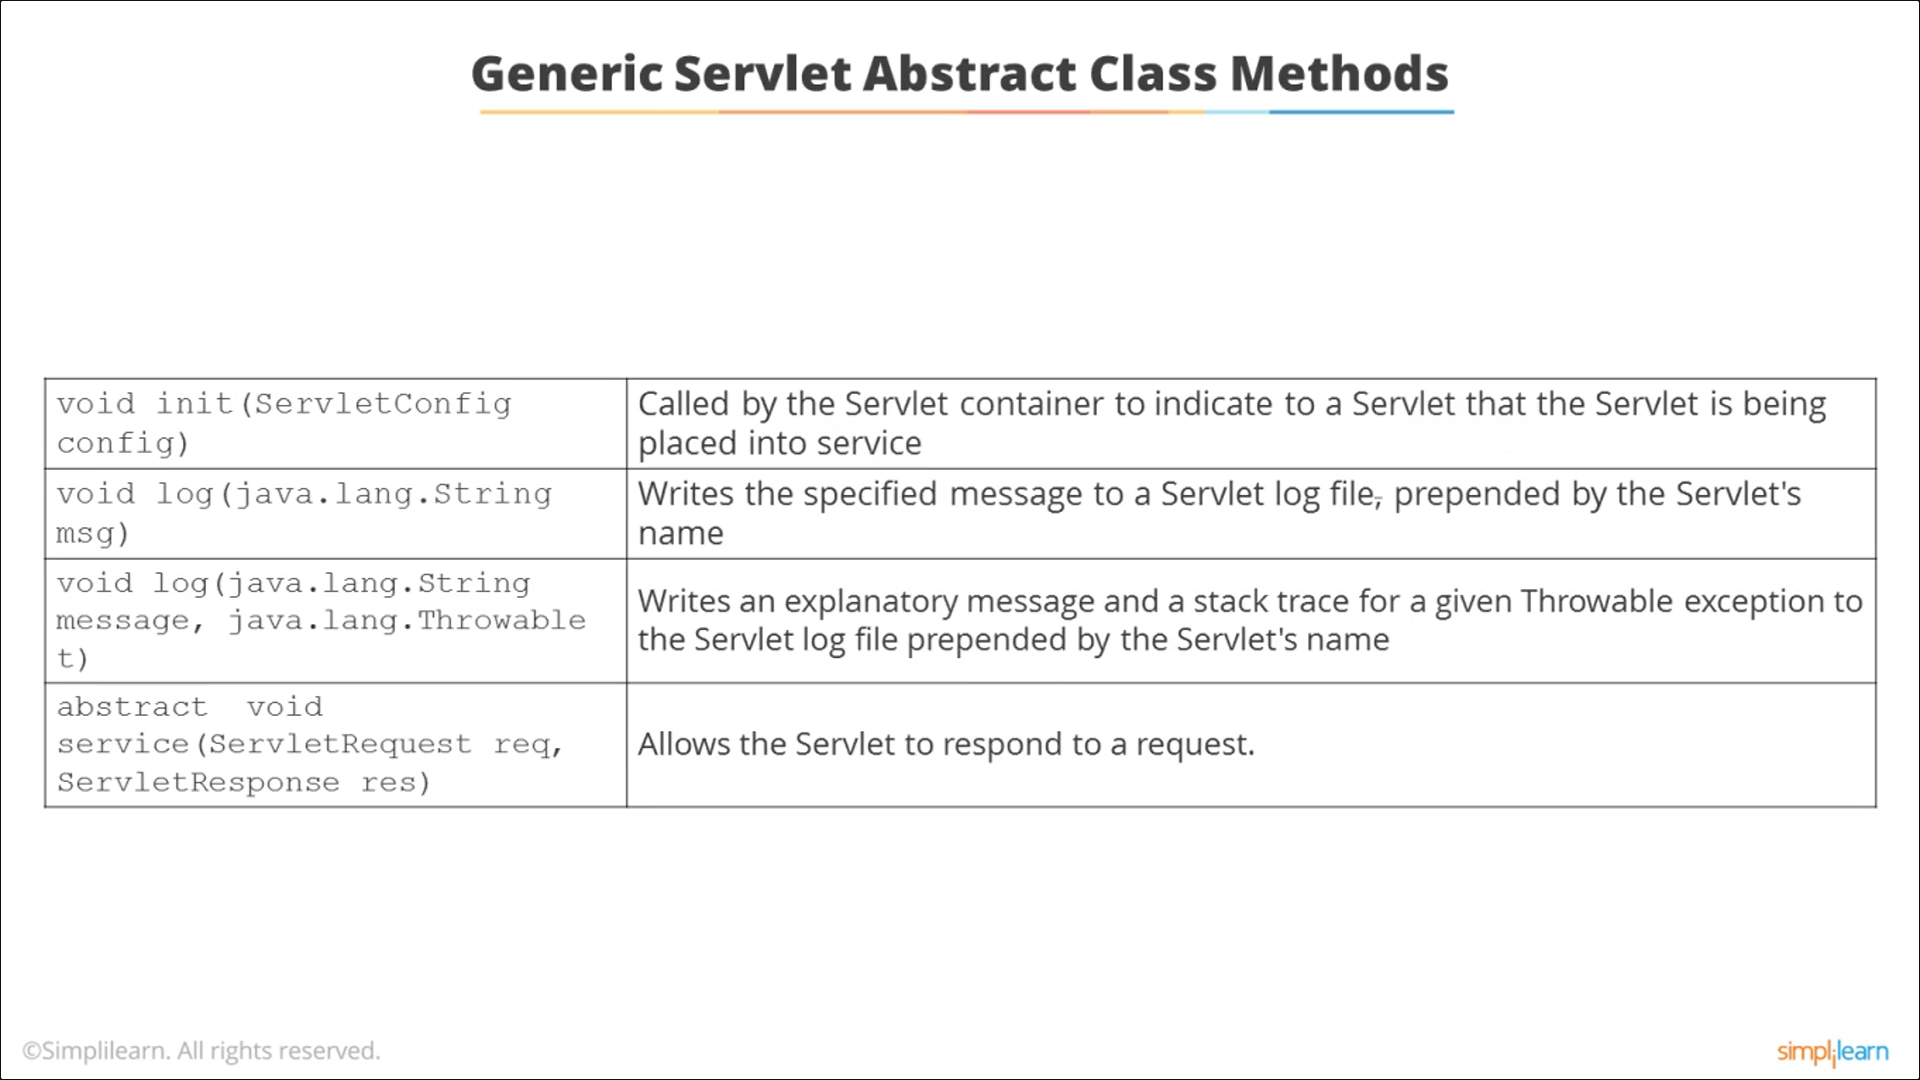 Generic Servlet Abstract Class Methods
void init(ServletConfig
config)
Called by the Servlet container to indicate to a Servlet that the Servlet is being
placed into service
void log(java.lang.String
msg)
Writes the specified message to a Servlet log file, prepended by the Servlet's
name
void log(java.lang.String
message, java.lang.Throwable
t)
Writes an explanatory message and a stack trace for a given Throwable exception to
the Servlet log file prepended by the Servlet's name
abstract  void
service(ServletRequest req,
ServletResponse res)
Allows the Servlet to respond to a request.
©Simplilearn. All rights reserved.
simplilearn